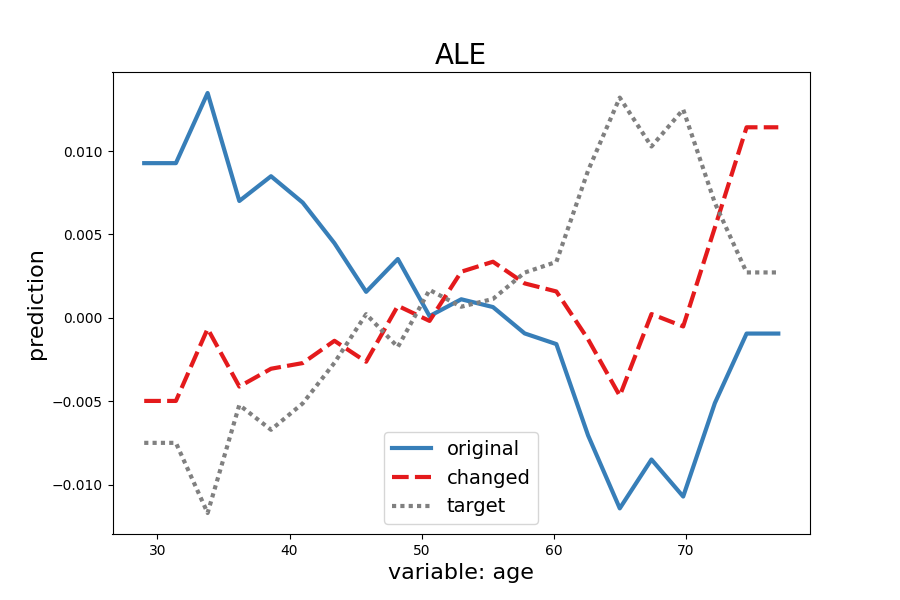 ALE
prediction
0.010
0.005
0.000
−0.005
−0.010
original
changed
target
30 40 50 60 70
variable: age